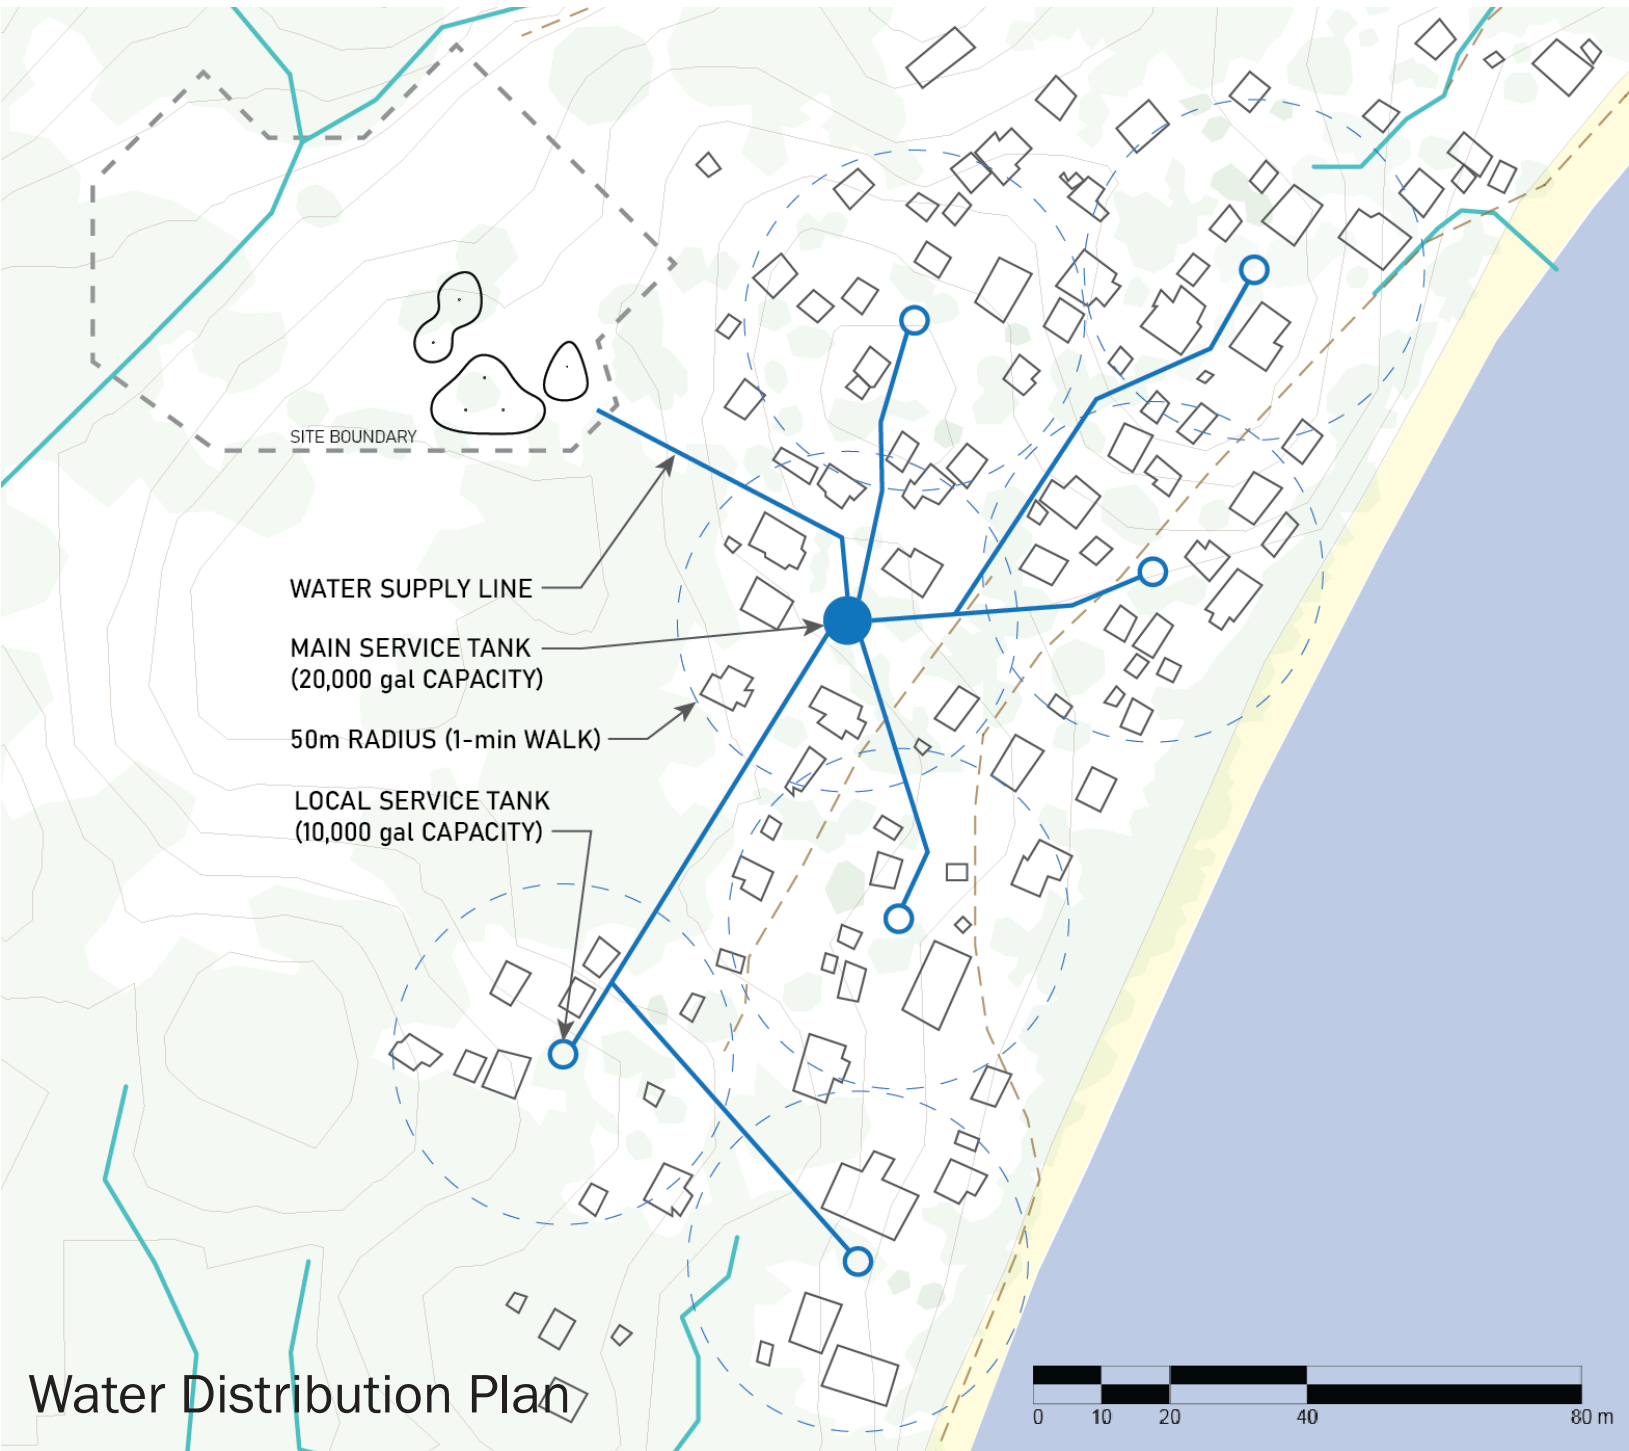 SITE BOUNDARY
WATER SUPPLY LINE
MAIN SERVICE TANK
(20,000 gal CAPACITY)
50m RADIUS (1-min WALK)
LOCAL SERVICE TANK
(10,000 gal CAPACITY)
Water Distribution Plan
0 10 20 40 80 m